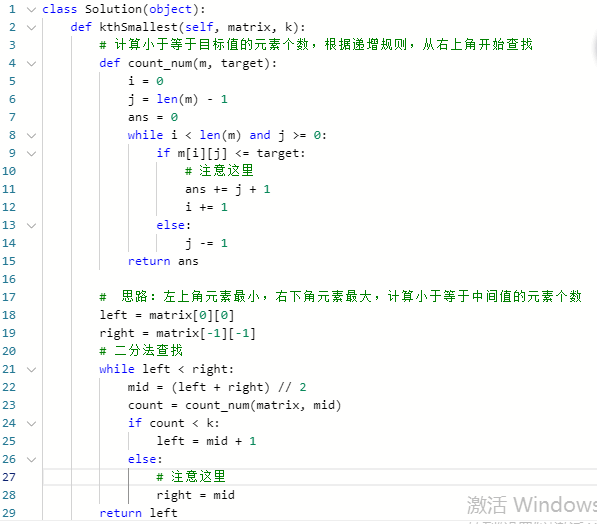 1 class Solution(object):
2     def kthSmallest(self, matrix, k):
3         # 计算小于等于目标值的元素个数，根据递增规则，从右上角开始查找
4         def count_num(m, target):
5             i = 0
6             j = len(m) - 1
7             ans = 0
8             while i < len(m) and j >= 0:
9                 if m[i][j] <= target:
10                     # 注意这里
11                     ans += j + 1
12                     i += 1
13                 else:
14                     j -= 1
15             return ans
16
17         #  思路：左上角元素最小，右下角元素最大，计算小于等于中间值的元素个数
18         left = matrix[0][0]
19         right = matrix[-1][-1]
20         # 二分法查找
21         while left < right:
22             mid = (left + right) // 2
23             count = count_num(matrix, mid)
24             if count < k:
25                 left = mid + 1
26             else:
27                 # 注意这里
28                 right = mid
29         return left
激活 Windows